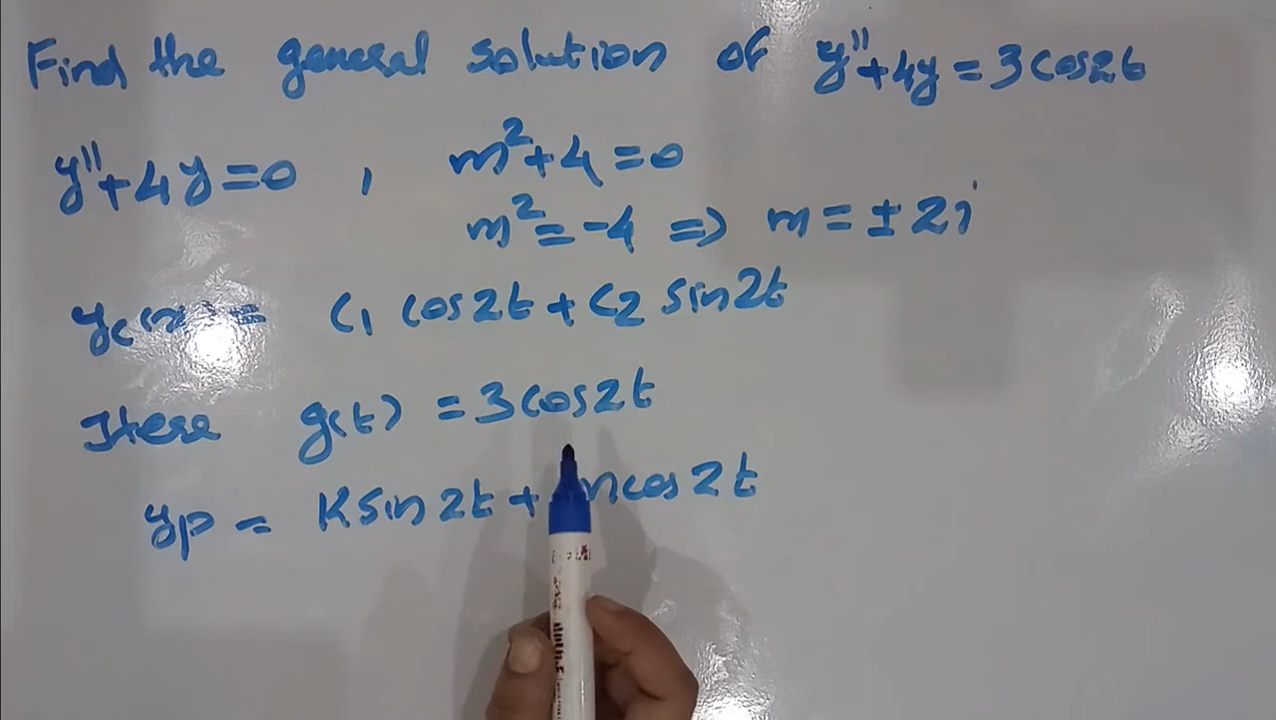 Find the general solution of y''+4y=3cos2t
y''+4y=0 , m²+4=0
m²=-4 => m=±2i
= C₁ cos2t+C₂ sin2t
Here g(t) =3cos2t
yp = K sin2t+ cos2t